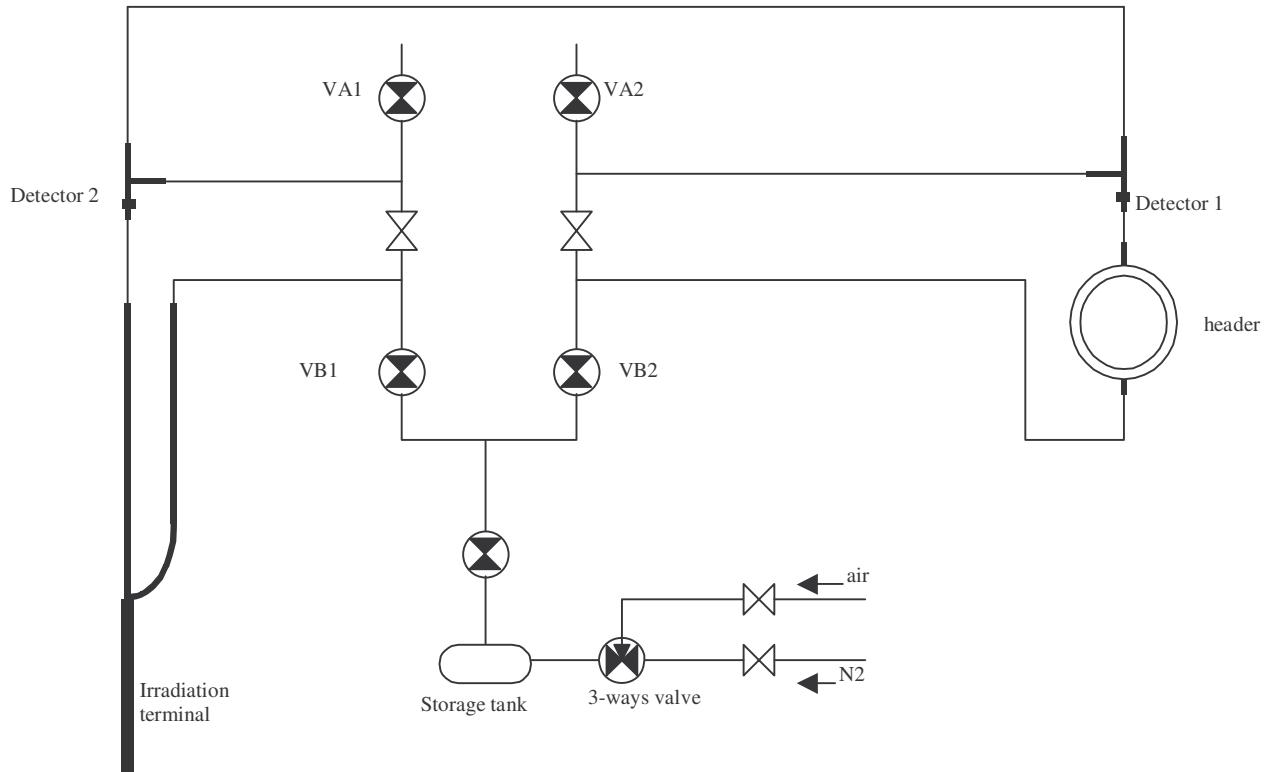 VA1
VA2
Detector 2
Detector 1
header
VB1
VB2
air
N2
3-ways valve
Storage tank
Irradiation
terminal